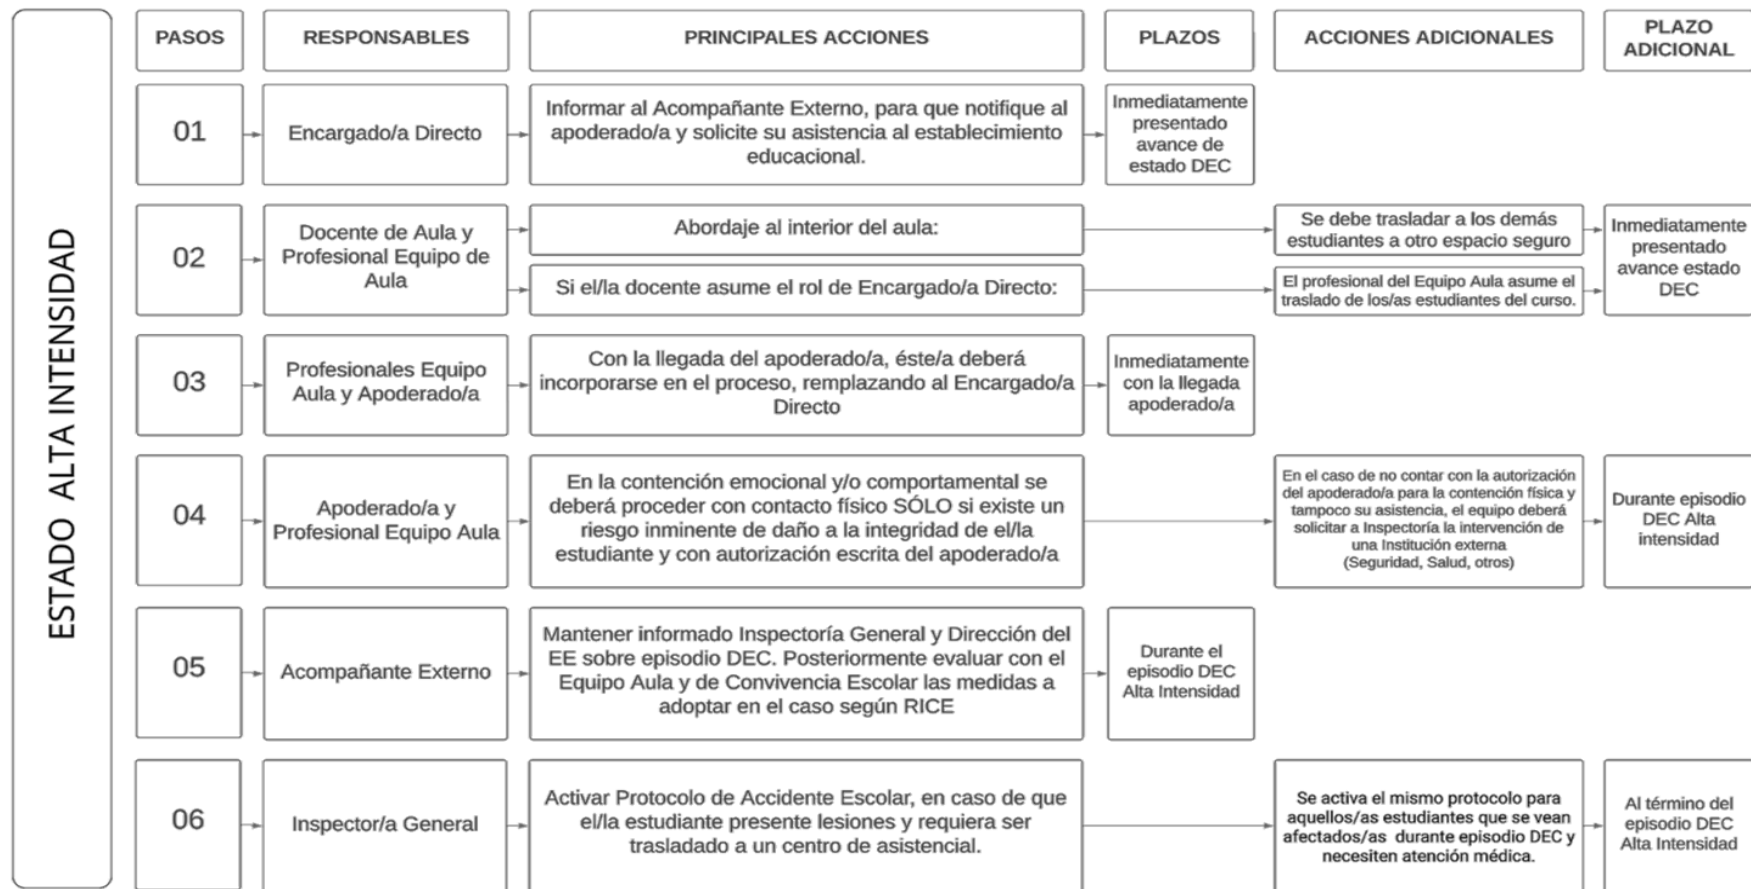 ESTADO ALTA INTENSIDAD
PASOS
RESPONSABLES
PRINCIPALES ACCIONES
PLAZOS
ACCIONES ADICIONALES
PLAZO
ADICIONAL
01
Encargado/a Directo
Informar al Acompañante Externo, para que notifique al
apoderado/a y solicite su asistencia al establecimiento
educacional.
Inmediatamente
presentado
avance de
estado DEC
02
Docente de Aula y
Profesional Equipo de
Aula
Abordaje al interior del aula:
Se debe trasladar a los demás
estudiantes a otro espacio seguro
Si el/la docente asume el rol de Encargado/a Directo:
El profesional del Equipo Aula asume el
traslado de los/as estudiantes del curso.
Inmediatamente
presentado
avance estado
DEC
03
Profesionales Equipo
Aula y Apoderado/a
Con la llegada del apoderado/a, éste/a deberá
incorporarse en el proceso, remplazando al Encargado/a
Directo
Inmediatamente
con la llegada
apoderado/a
04
Apoderado/a y
Profesional Equipo Aula
En la contención emocional y/o comportamental se
deberá proceder con contacto físico SÓLO si existe un
riesgo inminente de daño a la integridad de el/la
estudiante y con autorización escrita del apoderado/a
En el caso de no contar con la autorización
del apoderado/a para la contención física y
tampoco su asistencia, el equipo deberá
solicitar a Inspectoría la intervención de
una Institución externa
(Seguridad, Salud, otros)
Durante episodio
DEC Alta
intensidad
05
Acompañante Externo
Mantener informado Inspectoría General y Dirección del
EE sobre episodio DEC. Posteriormente evaluar con el
Equipo Aula y de Convivencia Escolar las medidas a
adoptar en el caso según RICE
Durante el
episodio DEC
Alta Intensidad
06
Inspector/a General
Activar Protocolo de Accidente Escolar, en caso de que
el/la estudiante presente lesiones y requiera ser
trasladado a un centro de asistencial.
Se activa el mismo protocolo para
aquellos/as estudiantes que se vean
afectados/as durante episodio DEC y
necesiten atención médica.
Al término del
episodio DEC
Alta Intensidad